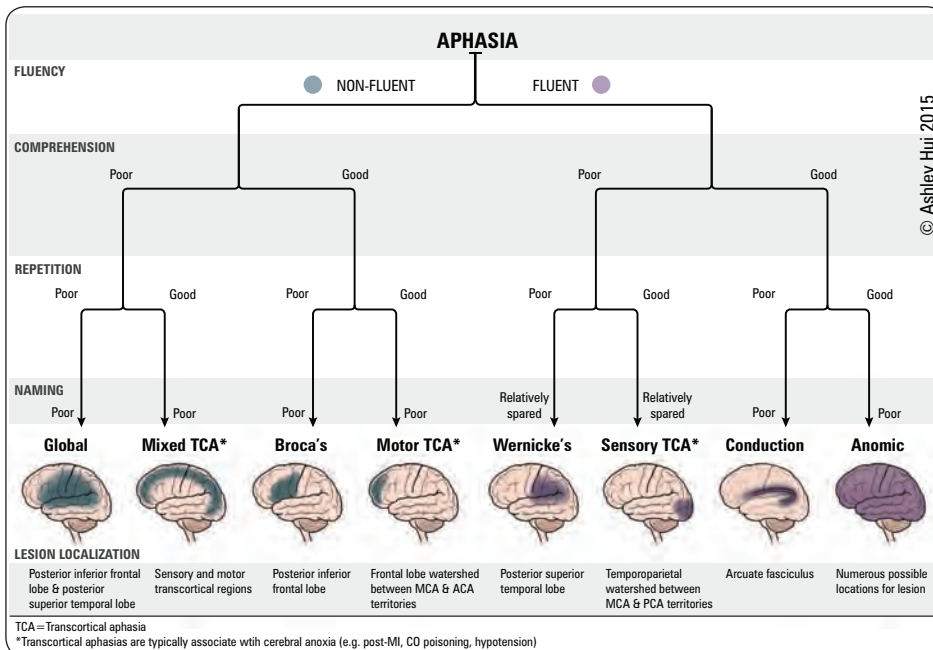 APHASIA
FLUENCY
NON-FLUENT FLUENT
© Ashley Hui 2015
COMPREHENSION
Poor Good Poor Good
REPETITION
Poor Good Poor Good Poor Good Poor Good
NAMING
Poor Poor Poor Poor Relatively spared Relatively spared Poor Poor
Global Mixed TCA* Broca's Motor TCA* Wernicke's Sensory TCA* Conduction Anomic
LESION LOCALIZATION
Posterior inferior frontal
lobe & posterior
superior temporal lobe
Sensory and motor
transcortical regions
Posterior inferior
frontal lobe
Frontal lobe watershed
between MCA & ACA
territories
Posterior superior
temporal lobe
Temporoparietal
watershed between
MCA & PCA territories
Arcuate fasciculus
Numerous possible
locations for lesion
TCA=Transcortical aphasia
*Transcortical aphasias are typically associate wtih cerebral anoxia (e.g. post-MI, CO poisoning, hypotension)